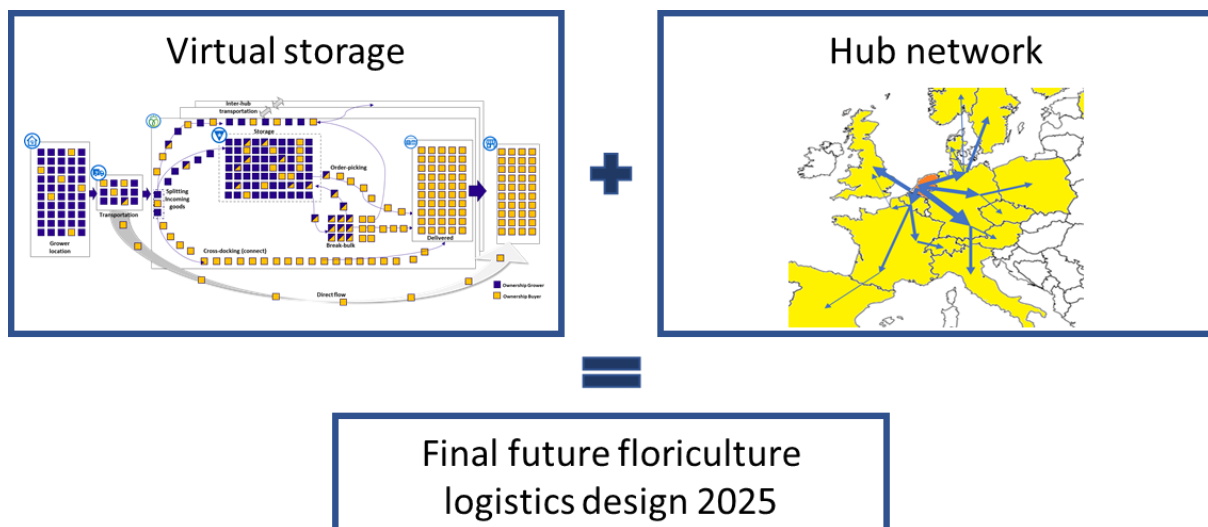 Virtual storage
Hub network
Inter-hub
transportation
Storage
Order-picking
Splitting
incoming
goods
Transportation
Grower
location
Break-bulk
Delivered
Cross-docking (connect)
Direct flow
Ownership Grower
Ownership Buyer
Final future floriculture
logistics design 2025